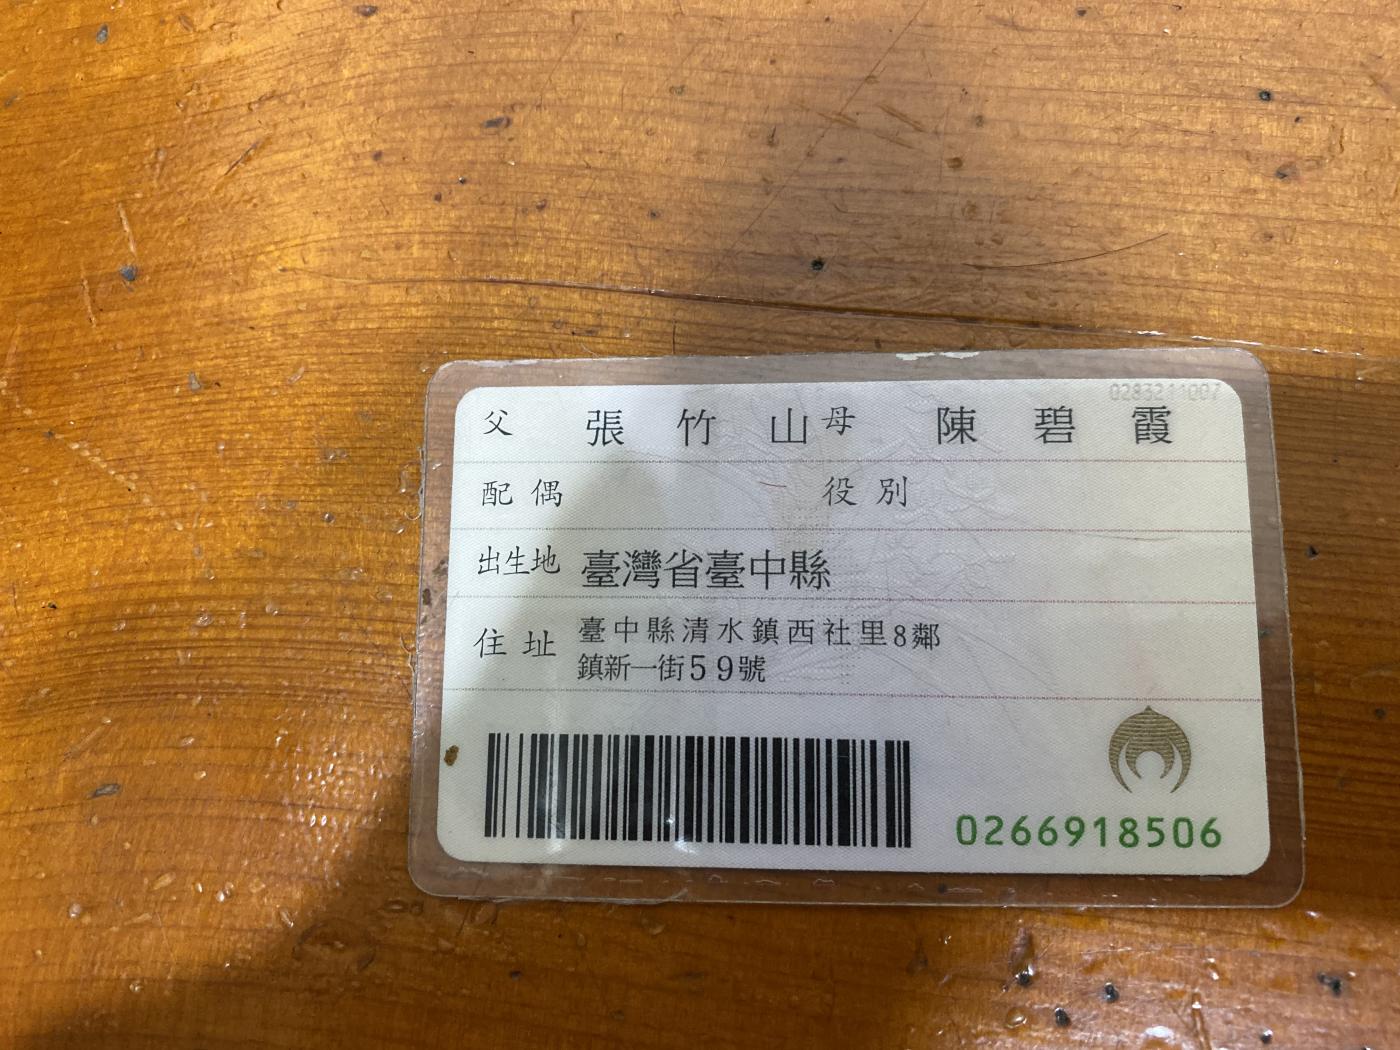 0283211007
父 張竹山 母 陳碧霞
配偶 役別
出生地 臺灣省臺中縣
住址 臺中縣清水鎮西社里8鄰
鎮新一街59號
0266918506